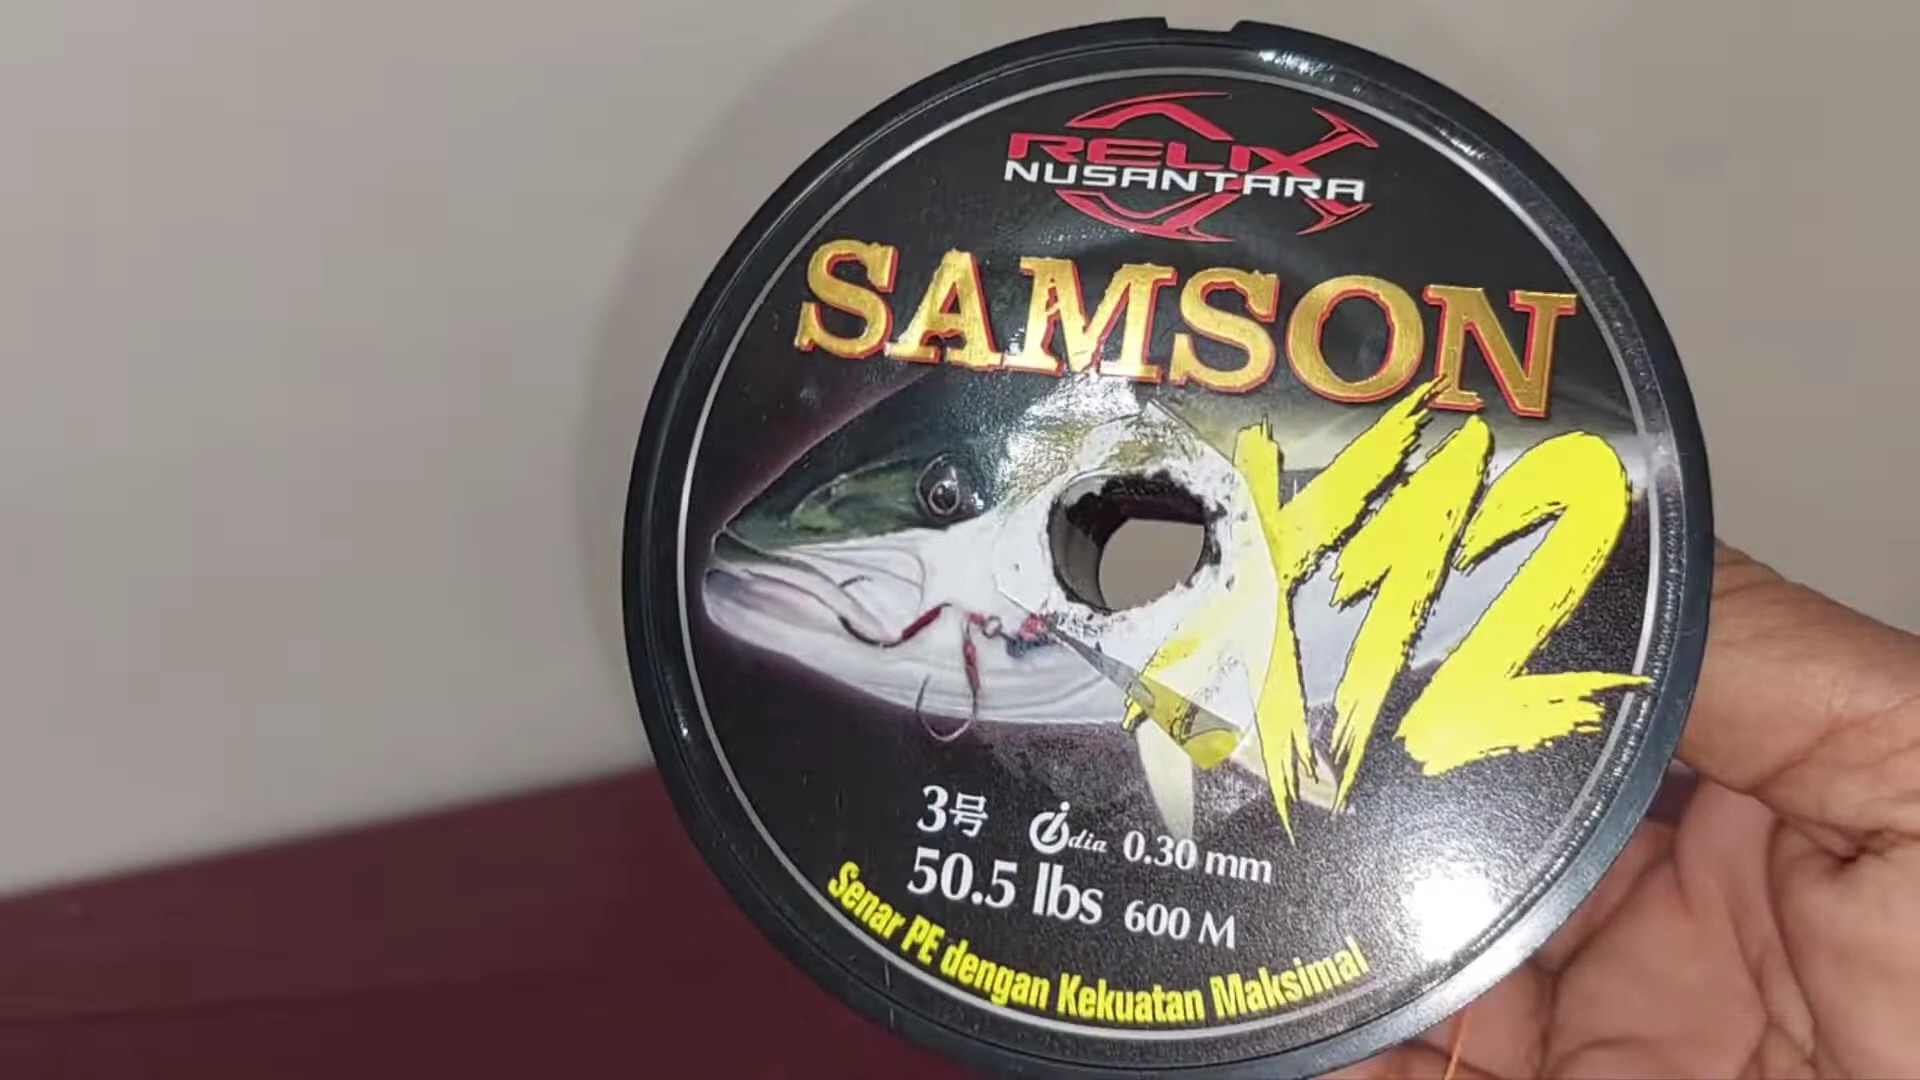 RELIX
NUSANTARA
SAMSON
X12
3号 dia 0.30 mm
50.5 lbs 600 M
Senar PE dengan Kekuatan Maksimal